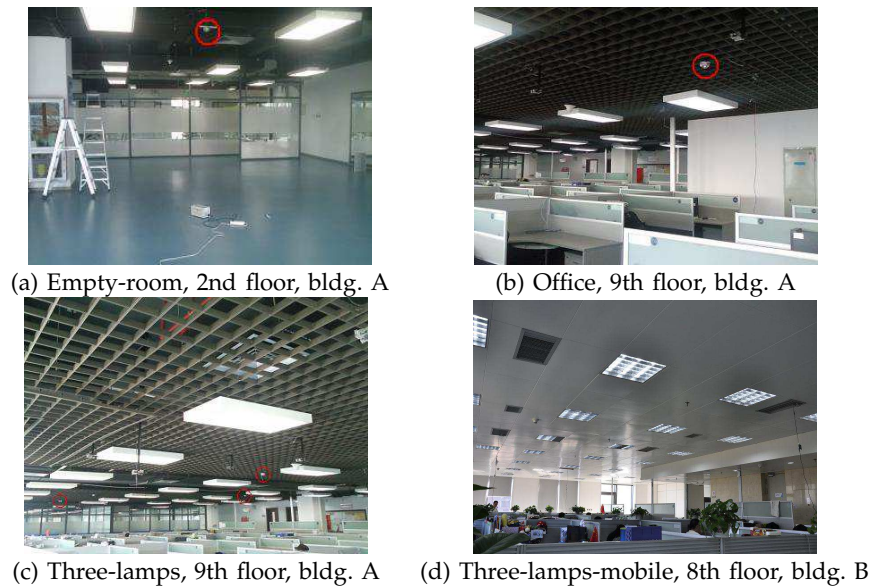 (a) Empty-room, 2nd floor, bldg. A
(b) Office, 9th floor, bldg. A
(c) Three-lamps, 9th floor, bldg. A
(d) Three-lamps-mobile, 8th floor, bldg. B